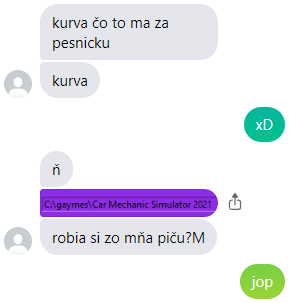 kurva čo to ma za
pesnicku
kurva
xD
ň
C:\gaymes\Car Mechanic Simulator 2021
robia si zo mňa piču?M
jop